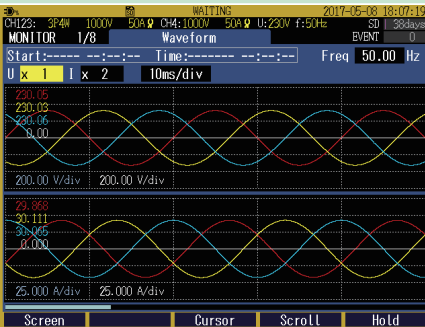 WAITING 2017-05-08 18:07:19
CH123: 3P4W 1000V 50A CH4:1000V 50A U:230V f:50Hz SD 38days
MONITOR 1/8 Waveform EVENT 0
Start:----- --:--:-- Time:------- --:--:-- Freq 50.00 Hz
U x 1 I x 2 10ms/div
230.05
230.03
230.06
0.00
200.00 V/div 200.00 V/div
29.868
30.111
30.065
0.000
25.000 A/div 25.000 A/div
Screen Cursor Scroll Hold